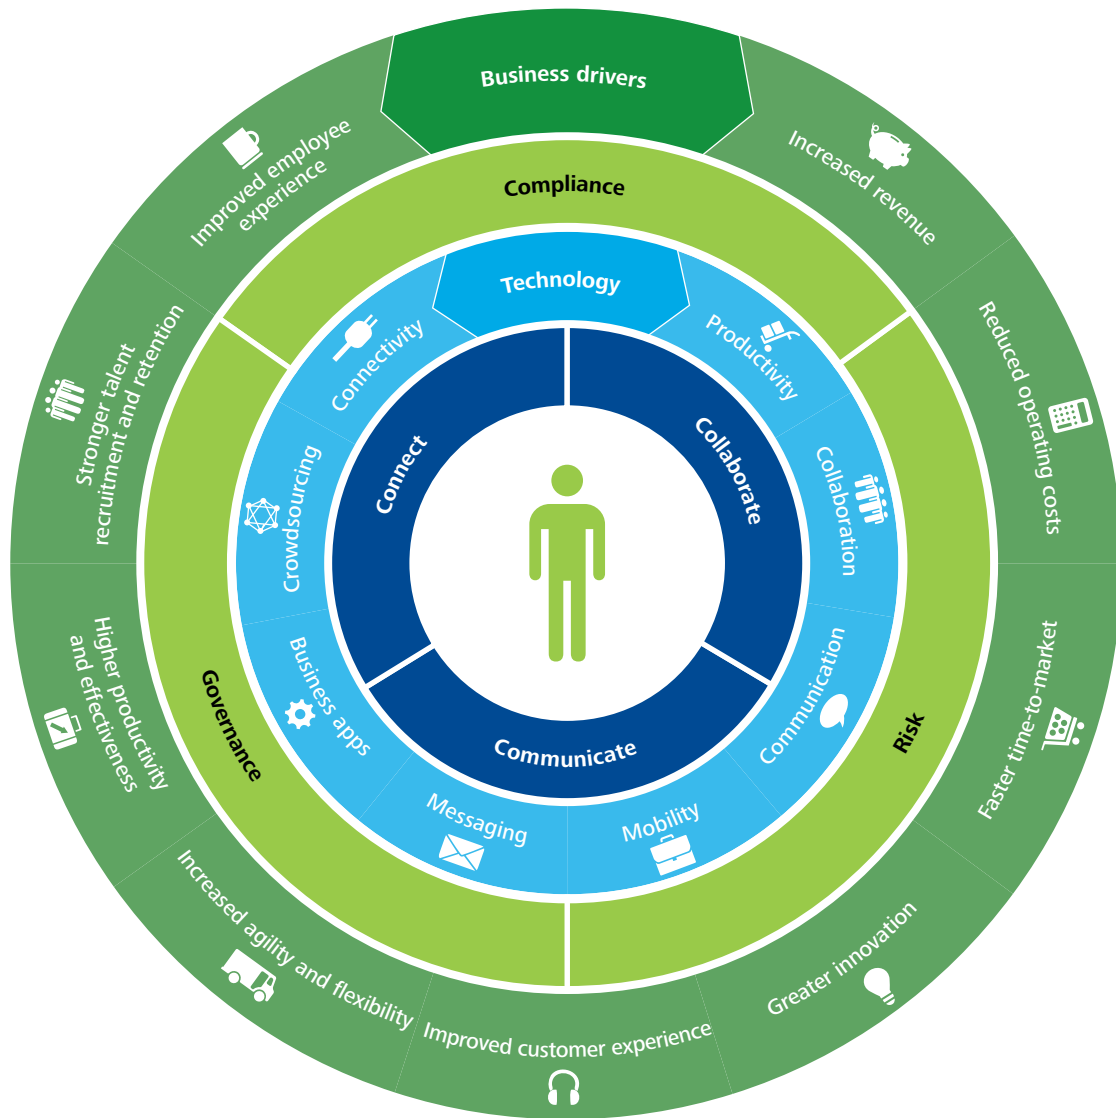 Business drivers
Increased revenue
Reduced operating costs
Faster time-to-market
Greater innovation
Improved customer experience
Increased agility and flexibility
Higher productivity
and effectiveness
Stronger talent
recruitment and retention
Improved employee
experience
Compliance
Risk
Governance
Technology
Productivity
Collaboration
Communication
Mobility
Messaging
Business apps
Crowdsourcing
Connectivity
Collaborate
Communicate
Connect